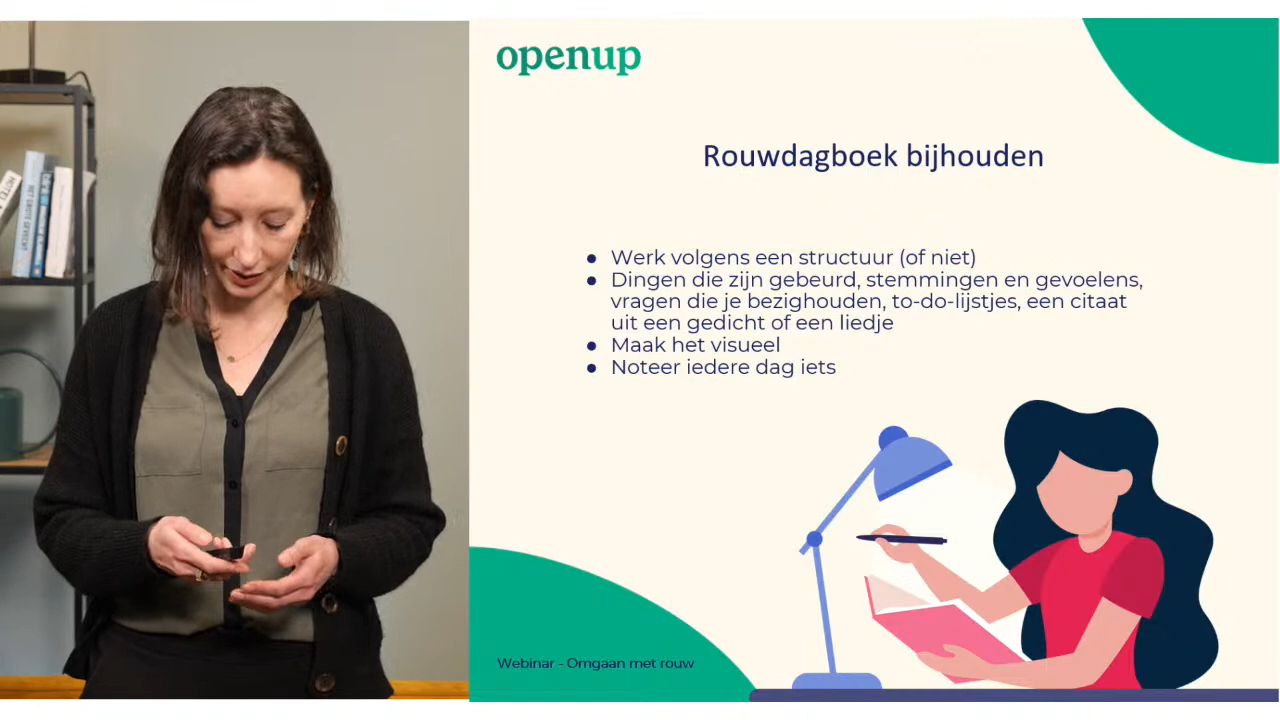 openup
Rouwdagboek bijhouden
● Werk volgens een structuur (of niet)
● Dingen die zijn gebeurd, stemmingen en gevoelens,
vragen die je bezighouden, to-do-lijstjes, een citaat
uit een gedicht of een liedje
● Maak het visueel
● Noteer iedere dag iets
Webinar - Omgaan met rouw